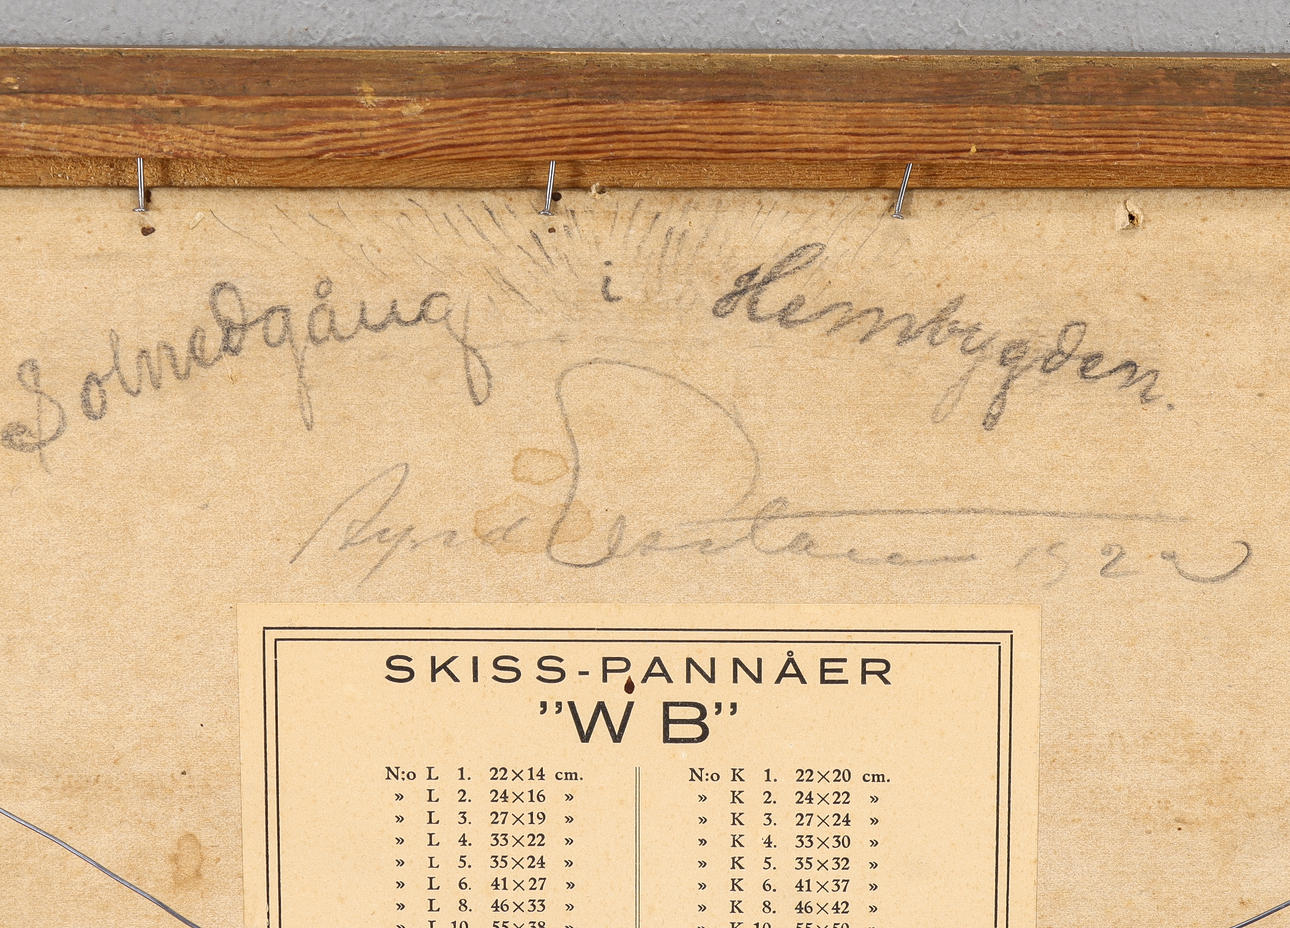 Solnedgång i Hembygden.
SKISS-PANNÅER
”W B”
N:o L 1. 22×14 cm. N:o K 1. 22×20 cm.
» L 2. 24×16 » » K 2. 24×22 »
» L 3. 27×19 » » K 3. 27×24 »
» L 4. 33×22 » » K 4. 33×30 »
» L 5. 35×24 » » K 5. 35×32 »
» L 6. 41×27 » » K 6. 41×37 »
» L 8. 46×33 » » K 8. 46×42 »